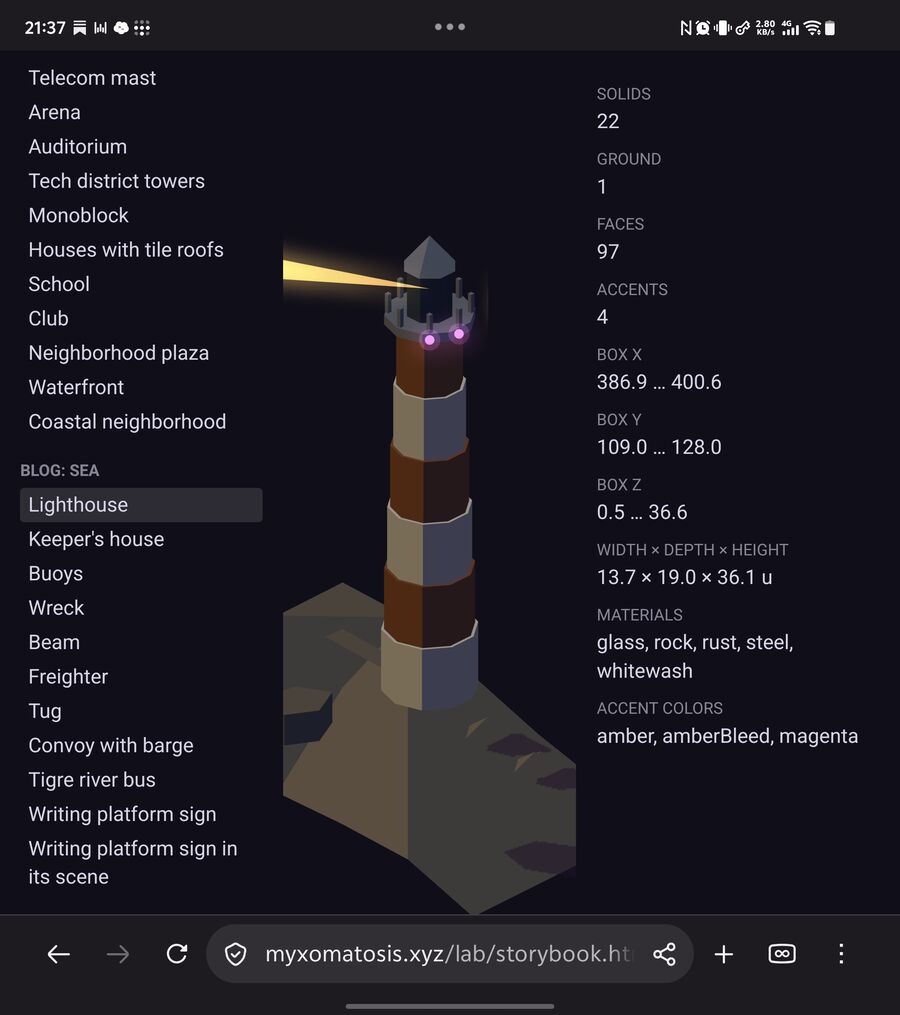 21:37
2.80
KB/s
4G
Telecom mast
Arena
Auditorium
Tech district towers
Monoblock
Houses with tile roofs
School
Club
Neighborhood plaza
Waterfront
Coastal neighborhood
BLOG: SEA
Lighthouse
Keeper's house
Buoys
Wreck
Beam
Freighter
Tug
Convoy with barge
Tigre river bus
Writing platform sign
Writing platform sign in
its scene
SOLIDS
22
GROUND
1
FACES
97
ACCENTS
4
BOX X
386.9 … 400.6
BOX Y
109.0 … 128.0
BOX Z
0.5 … 36.6
WIDTH × DEPTH × HEIGHT
13.7 × 19.0 × 36.1 u
MATERIALS
glass, rock, rust, steel,
whitewash
ACCENT COLORS
amber, amberBleed, magenta
myxomatosis.xyz/lab/storybook.ht